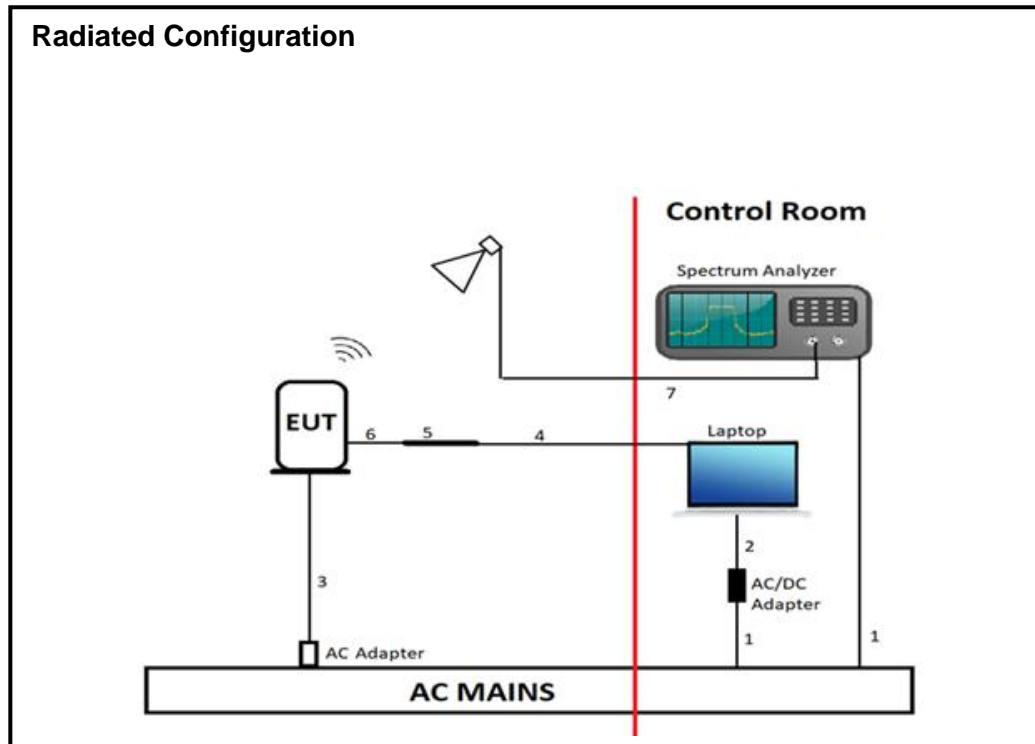 Radiated Configuration
Control Room
Spectrum Analyzer
7
EUT
6
5
4
Laptop
2
3
AC/DC
Adapter
1
1
AC Adapter
AC MAINS